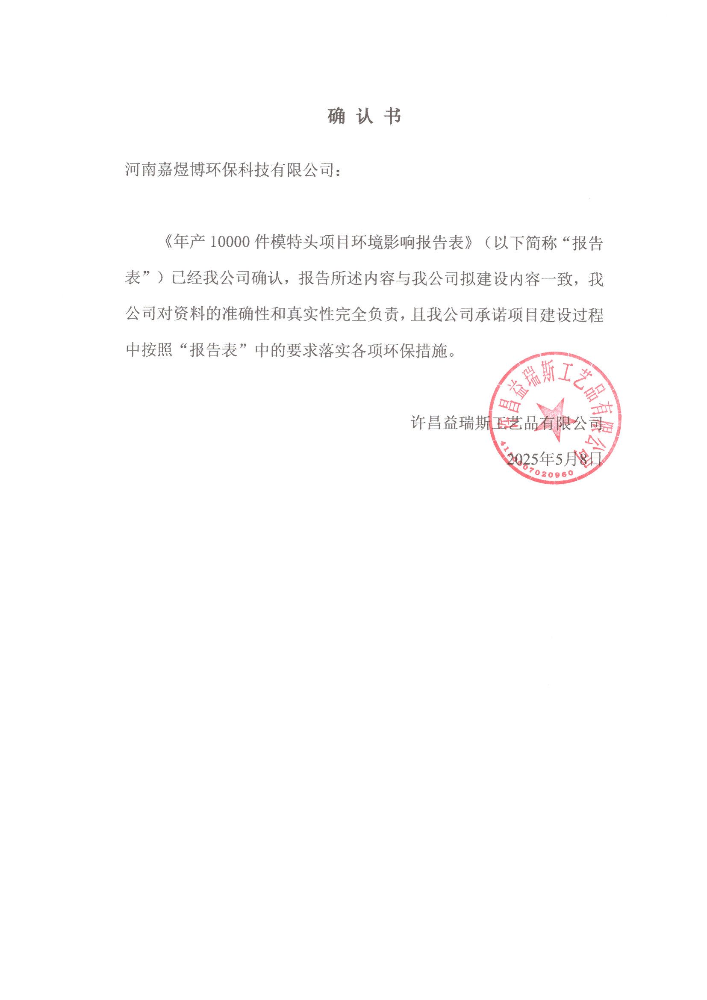 确 认 书
河南嘉煜博环保科技有限公司：
《年产 10000 件模特头项目环境影响报告表》（以下简称“报告
表”）已经我公司确认，报告所述内容与我公司拟建设内容一致，我
公司对资料的准确性和真实性完全负责，且我公司承诺项目建设过程
中按照“报告表”中的要求落实各项环保措施。
许昌益瑞斯工艺品有限公司
许昌益瑞斯工艺品有限公司
2025年5月8日